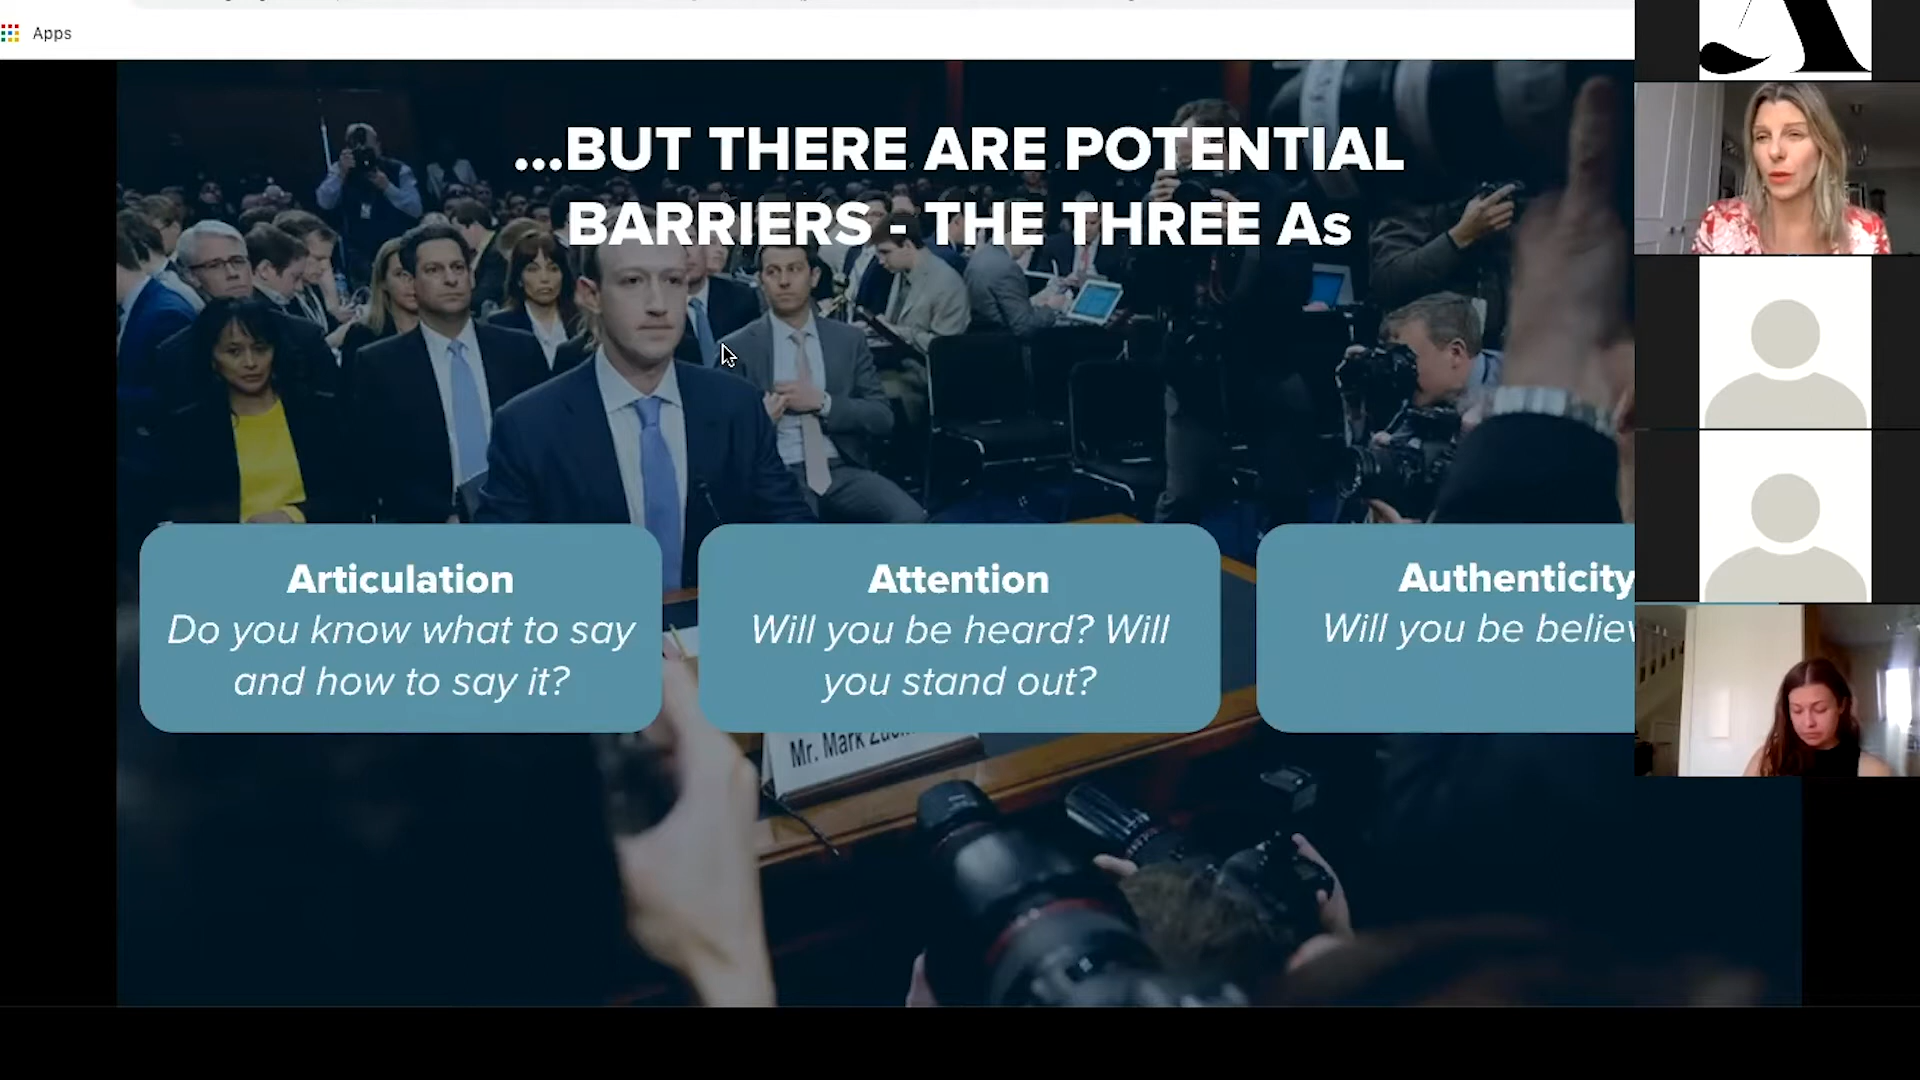 Apps
...BUT THERE ARE POTENTIAL
BARRIERS - THE THREE As
Articulation
Do you know what to say
and how to say it?
Attention
Will you be heard? Will
you stand out?
Authenticity
Will you be
Mr. Mark